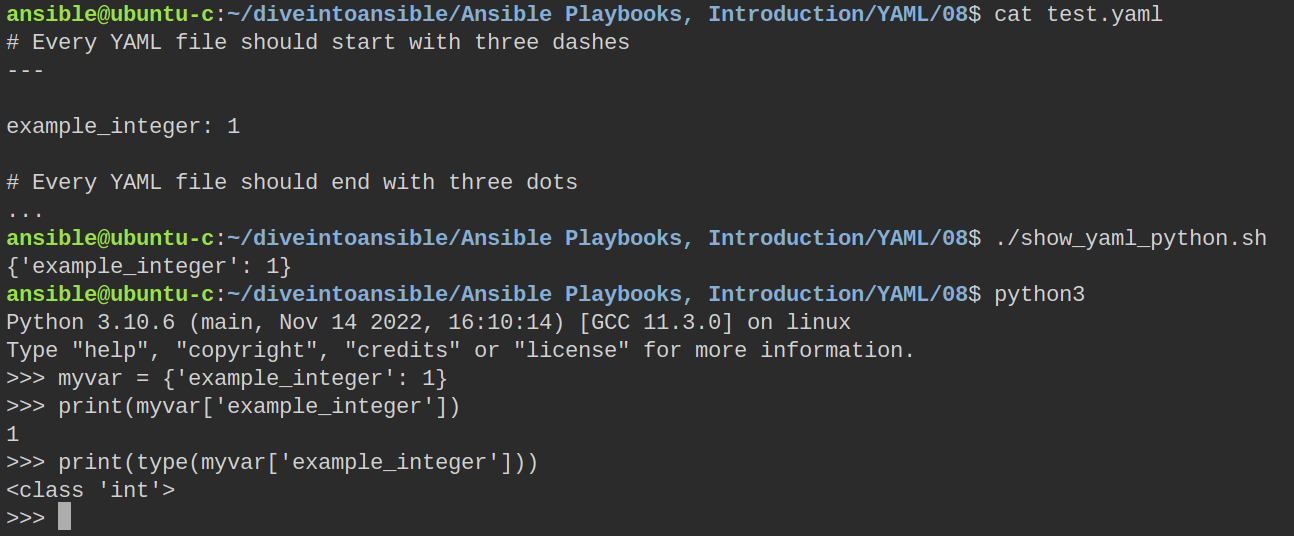 ansible@ubuntu-c:~/diveintoansible/Ansible Playbooks, Introduction/YAML/08$ cat test.yaml
# Every YAML file should start with three dashes
---
example_integer: 1
# Every YAML file should end with three dots
...
ansible@ubuntu-c:~/diveintoansible/Ansible Playbooks, Introduction/YAML/08$ ./show_yaml_python.sh
{'example_integer': 1}
ansible@ubuntu-c:~/diveintoansible/Ansible Playbooks, Introduction/YAML/08$ python3
Python 3.10.6 (main, Nov 14 2022, 16:10:14) [GCC 11.3.0] on linux
Type "help", "copyright", "credits" or "license" for more information.
>>> myvar = {'example_integer': 1}
>>> print(myvar['example_integer'])
1
>>> print(type(myvar['example_integer']))
<class 'int'>
>>>